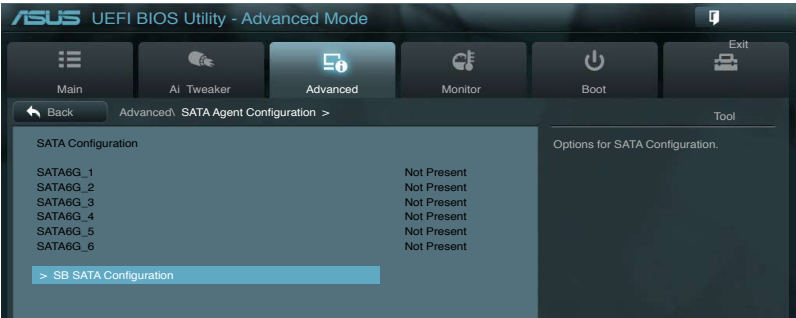 ASUS UEFI BIOS Utility - Advanced Mode
Exit
Main
Ai Tweaker
Advanced
Monitor
Boot
Tool
Back
Advanced\ SATA Agent Configuration >
SATA Configuration
SATA6G_1 Not Present
SATA6G_2 Not Present
SATA6G_3 Not Present
SATA6G_4 Not Present
SATA6G_5 Not Present
SATA6G_6 Not Present
> SB SATA Configuration
Options for SATA Configuration.